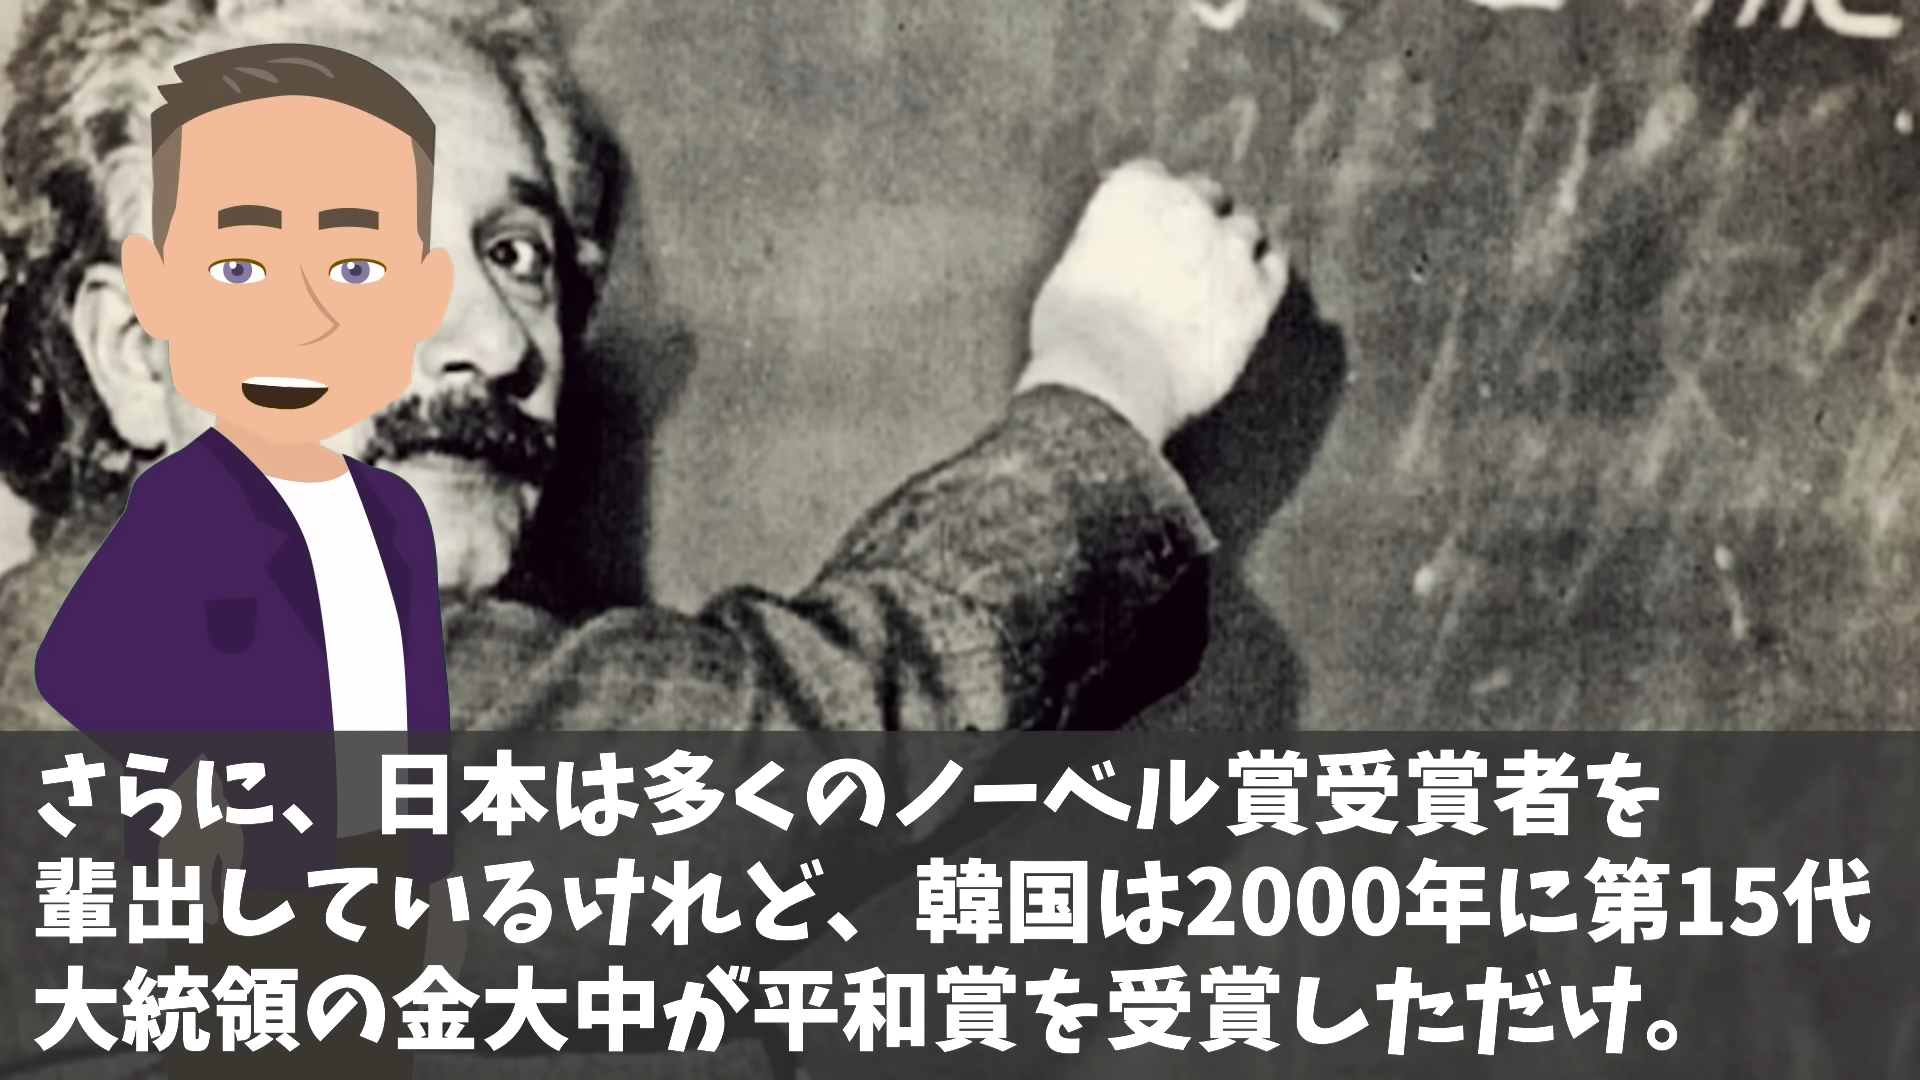 さらに、日本は多くのノーベル賞受賞者を
輩出しているけれど、韓国は2000年に第15代
大統領の金大中が平和賞を受賞しただけ。